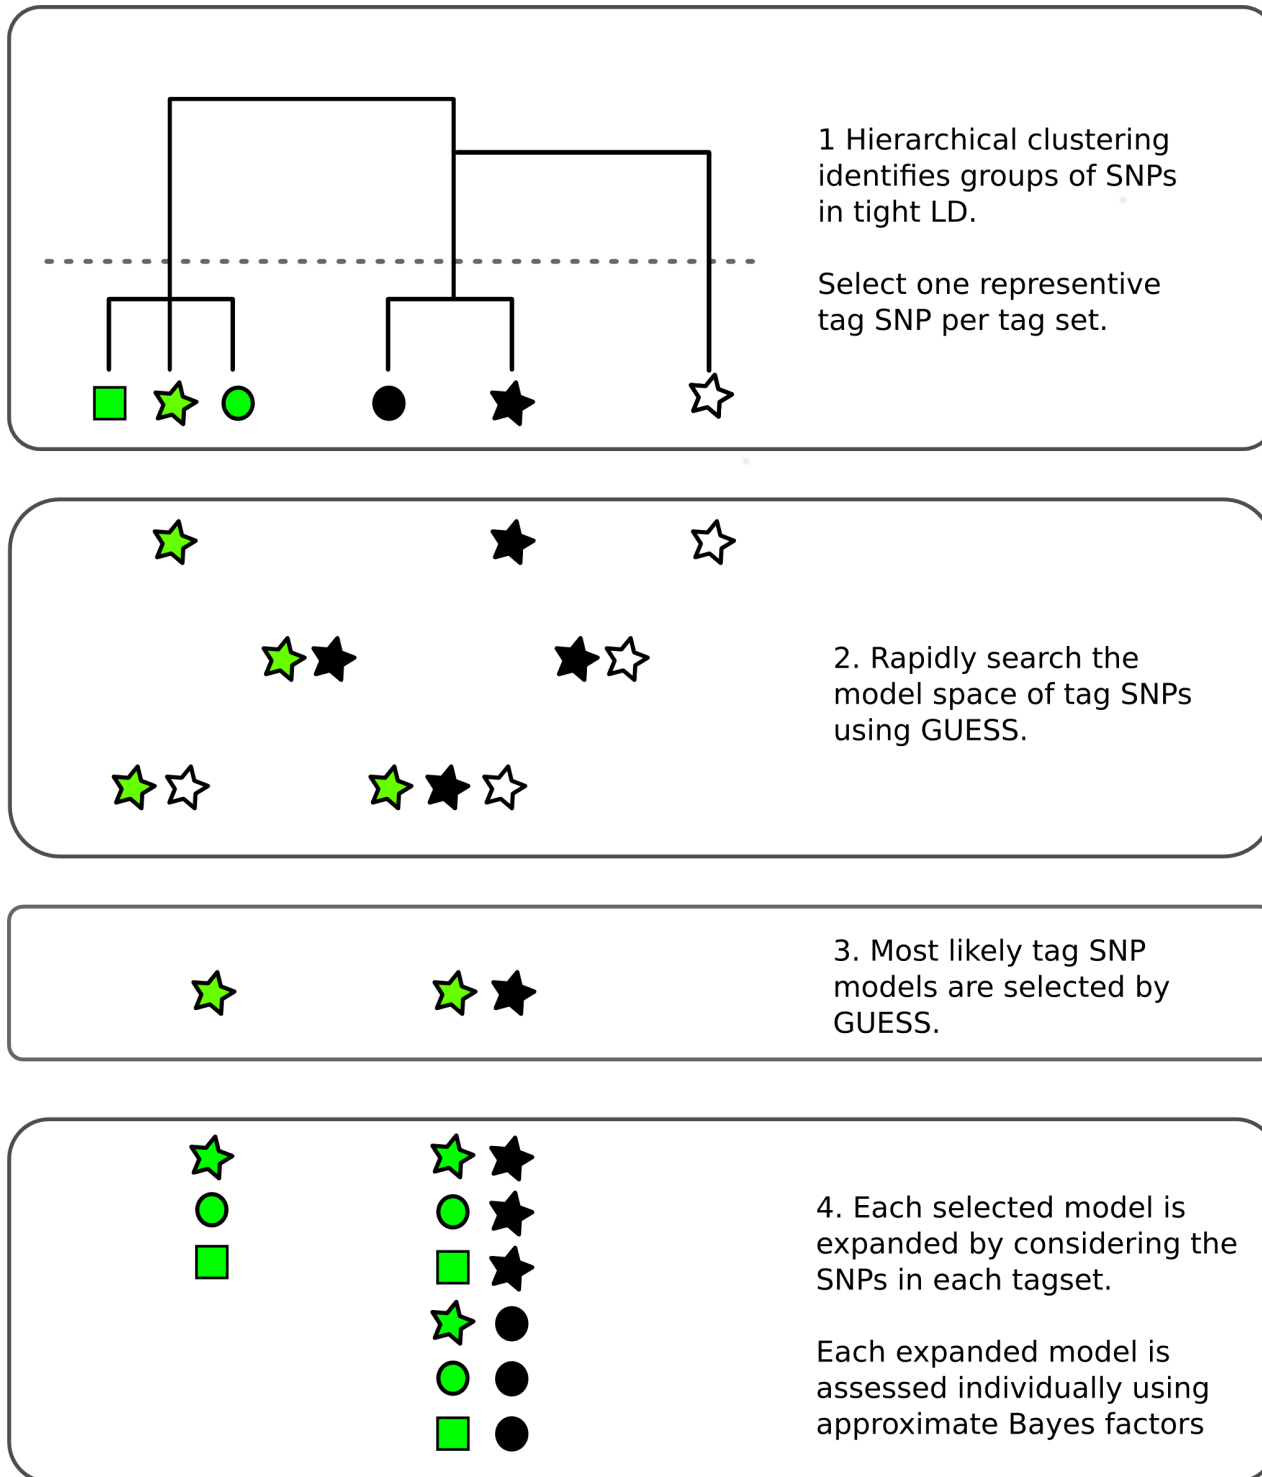 1 Hierarchical clustering
identifies groups of SNPs
in tight LD.
Select one representive
tag SNP per tag set.
2. Rapidly search the
model space of tag SNPs
using GUESS.
3. Most likely tag SNP
models are selected by
GUESS.
4. Each selected model is
expanded by considering the
SNPs in each tagset.
Each expanded model is
assessed individually using
approximate Bayes factors